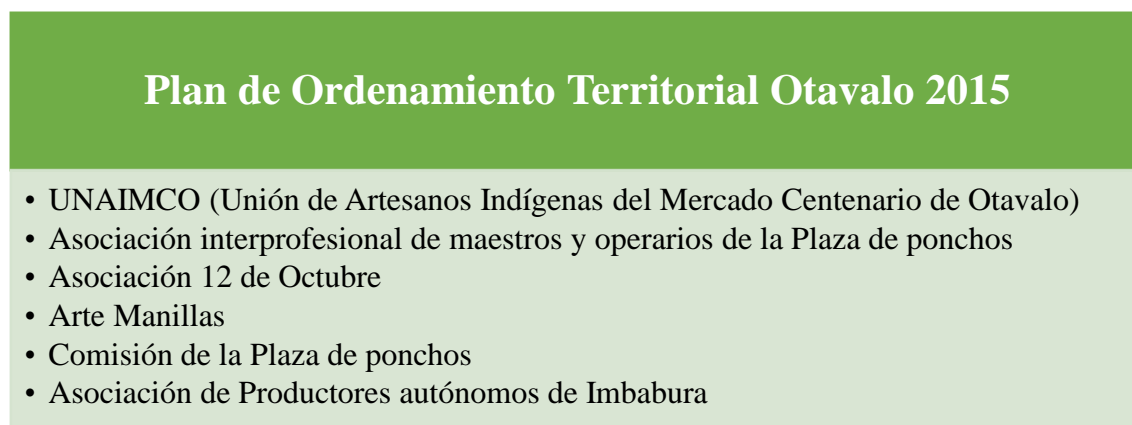 Plan de Ordenamiento Territorial Otavalo 2015
• UNAIMCO (Unión de Artesanos Indígenas del Mercado Centenario de Otavalo)
• Asociación interprofesional de maestros y operarios de la Plaza de ponchos
• Asociación 12 de Octubre
• Arte Manillas
• Comisión de la Plaza de ponchos
• Asociación de Productores autónomos de Imbabura